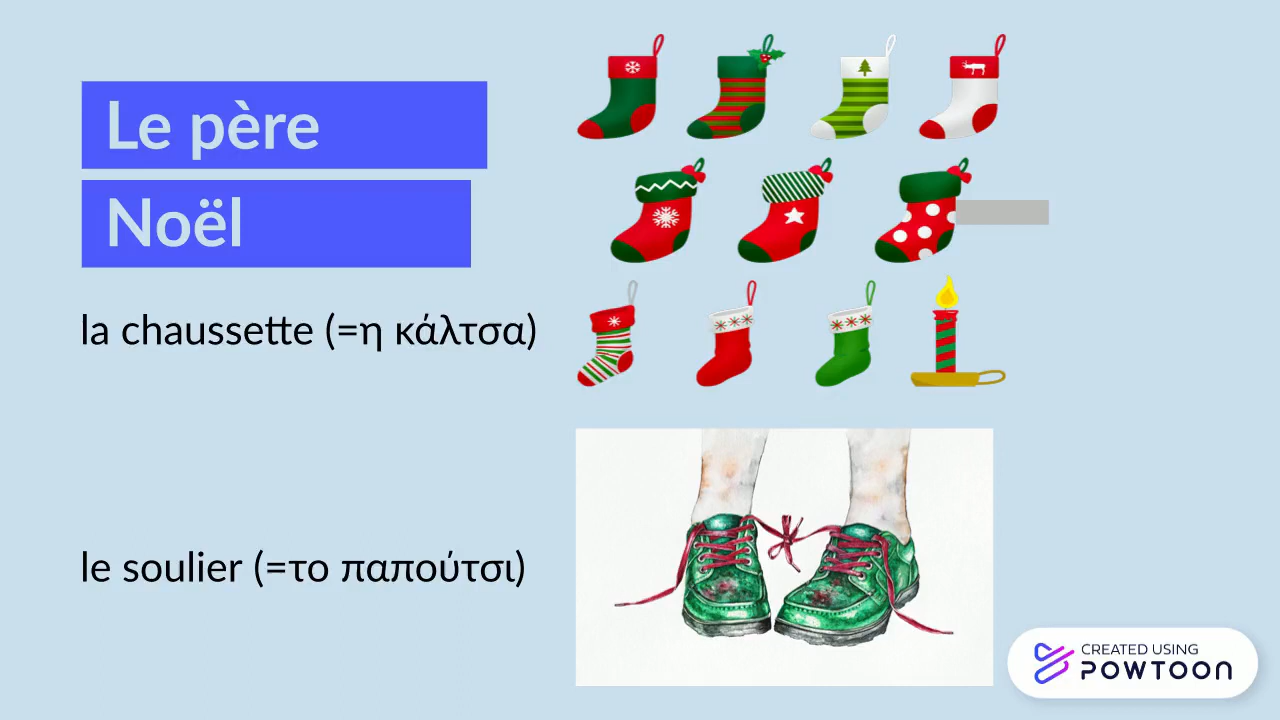 Le père
Noël
la chaussette (=η κάλτσα)
le soulier (=το παπούτσι)
CREATED USING
POWTOON